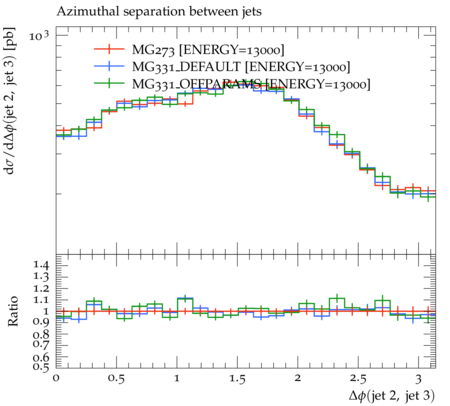 Azimuthal separation between jets
dσ/dΔϕ(jet 2, jet 3) [pb]
10³
MG273 [ENERGY=13000]
MG331_DEFAULT [ENERGY=13000]
MG331_OFFPARAMS [ENERGY=13000]
Ratio
1.4
1.3
1.2
1.1
1.0
0.9
0.8
0.7
0.6
0.5
0 0.5 1 1.5 2 2.5 3
Δϕ(jet 2, jet 3)